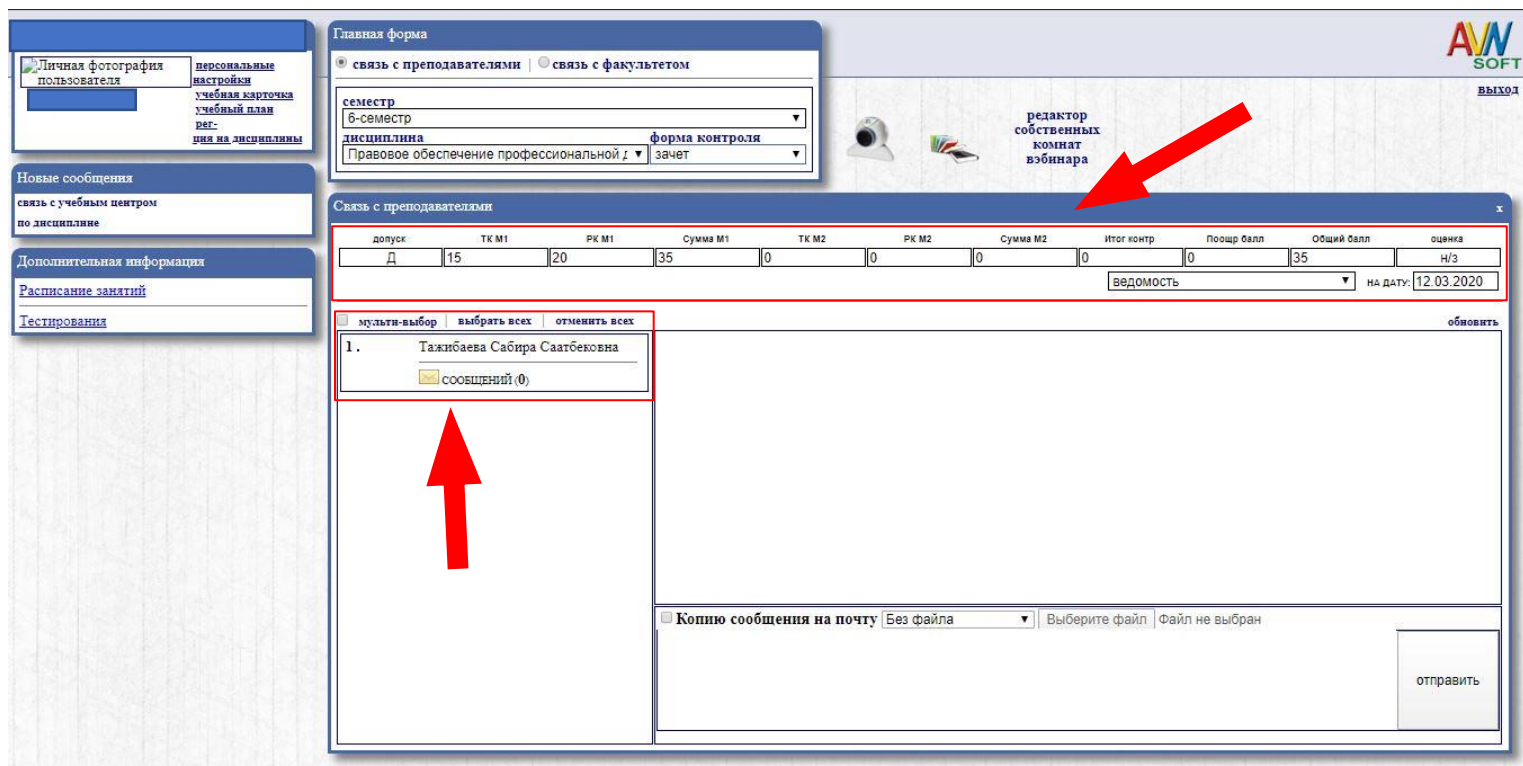 AVN
SOFT
выход
Личная фотография
пользователя
персональные
настройки
учебная карточка
учебный план
рег-
ция на дисциплины
Новые сообщения
связь с учебным центром
по дисциплине
Дополнительная информация
Расписание занятий
Тестирования
Главная форма
связь с преподавателями | связь с факультетом
семестр
6-семестр
дисциплина форма контроля
Правовое обеспечение профессиональной д зачет
редактор
собственных
комнат
вэбинара
Связь с преподавателями x
допуск ТК М1 РК М1 Сумма М1 ТК М2 РК М2 Сумма М2 Итог контр Поощр балл Общий балл оценка
Д 15 20 35 0 0 0 0 0 35 н/з
ведомость НА ДАТУ: 12.03.2020
мульти-выбор | выбрать всех | отменить всех
обновить
1. Тажибаева Сабира Саатбековна
СООБЩЕНИЙ (0)
Копию сообщения на почту Без файла Выберите файл Файл не выбран
отправить